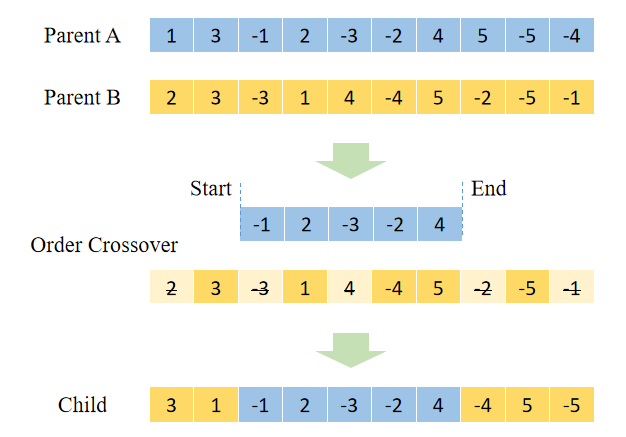 Parent A 1 3 -1 2 -3 -2 4 5 -5 -4
Parent B 2 3 -3 1 4 -4 5 -2 -5 -1
Start End
-1 2 -3 -2 4
Order Crossover
2 3 -3 1 4 -4 5 -2 -5 -1
Child 3 1 -1 2 -3 -2 4 -4 5 -5